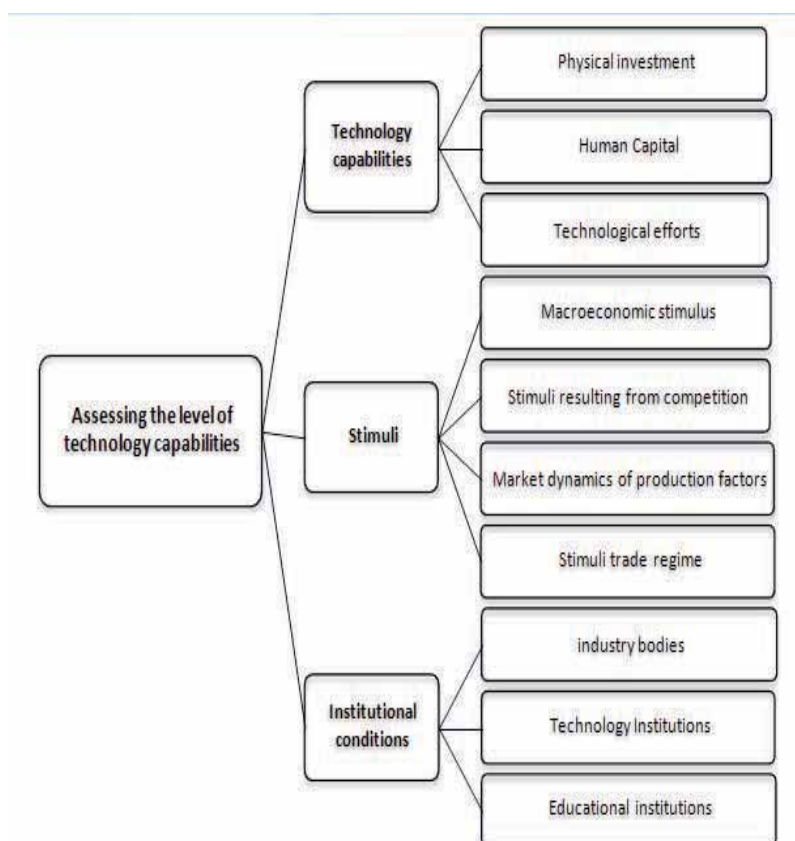 Physical investment
Technology
capabilities
Human Capital
Technological efforts
Macroeconomic stimulus
Assessing the level of
technology capabilities
Stimuli
Stimuli resulting from competition
Market dynamics of production factors
Stimuli trade regime
industry bodies
Institutional
conditions
Technology Institutions
Educational institutions